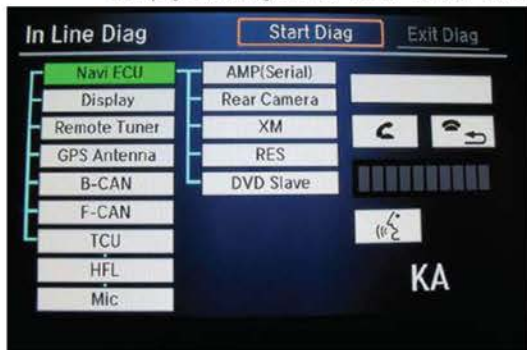 In Line Diag
Start Diag
Exit Diag
Navi ECU
Display
Remote Tuner
GPS Antenna
B-CAN
F-CAN
TCU
HFL
Mic
AMP(Serial)
Rear Camera
XM
RES
DVD Slave
KA